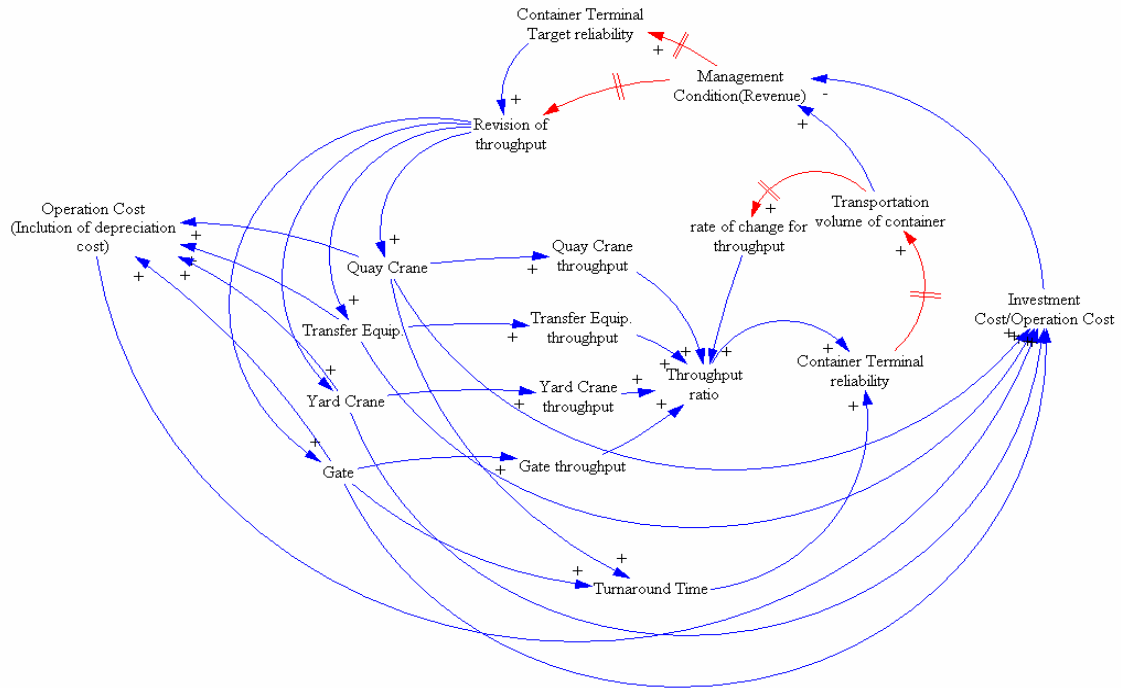 Container Terminal
Target reliability
+
Management
Condition(Revenue)
-
+
+
Revision of
throughput
Operation Cost
(Inclution of depreciation
cost)
+
+
+
+
Transportation
volume of container
+
+
rate of change for
throughput
+
Quay Crane
+
Quay Crane
throughput
+
Transfer Equip.
+
Transfer Equip.
throughput
+
Yard Crane
+
Yard Crane
throughput
+
Gate
+
Gate throughput
+
+
+
+
+
Throughput
ratio
+
Container Terminal
reliability
+
Investment
Cost/Operation Cost
+
+
+
+
+
+
+
Turnaround Time